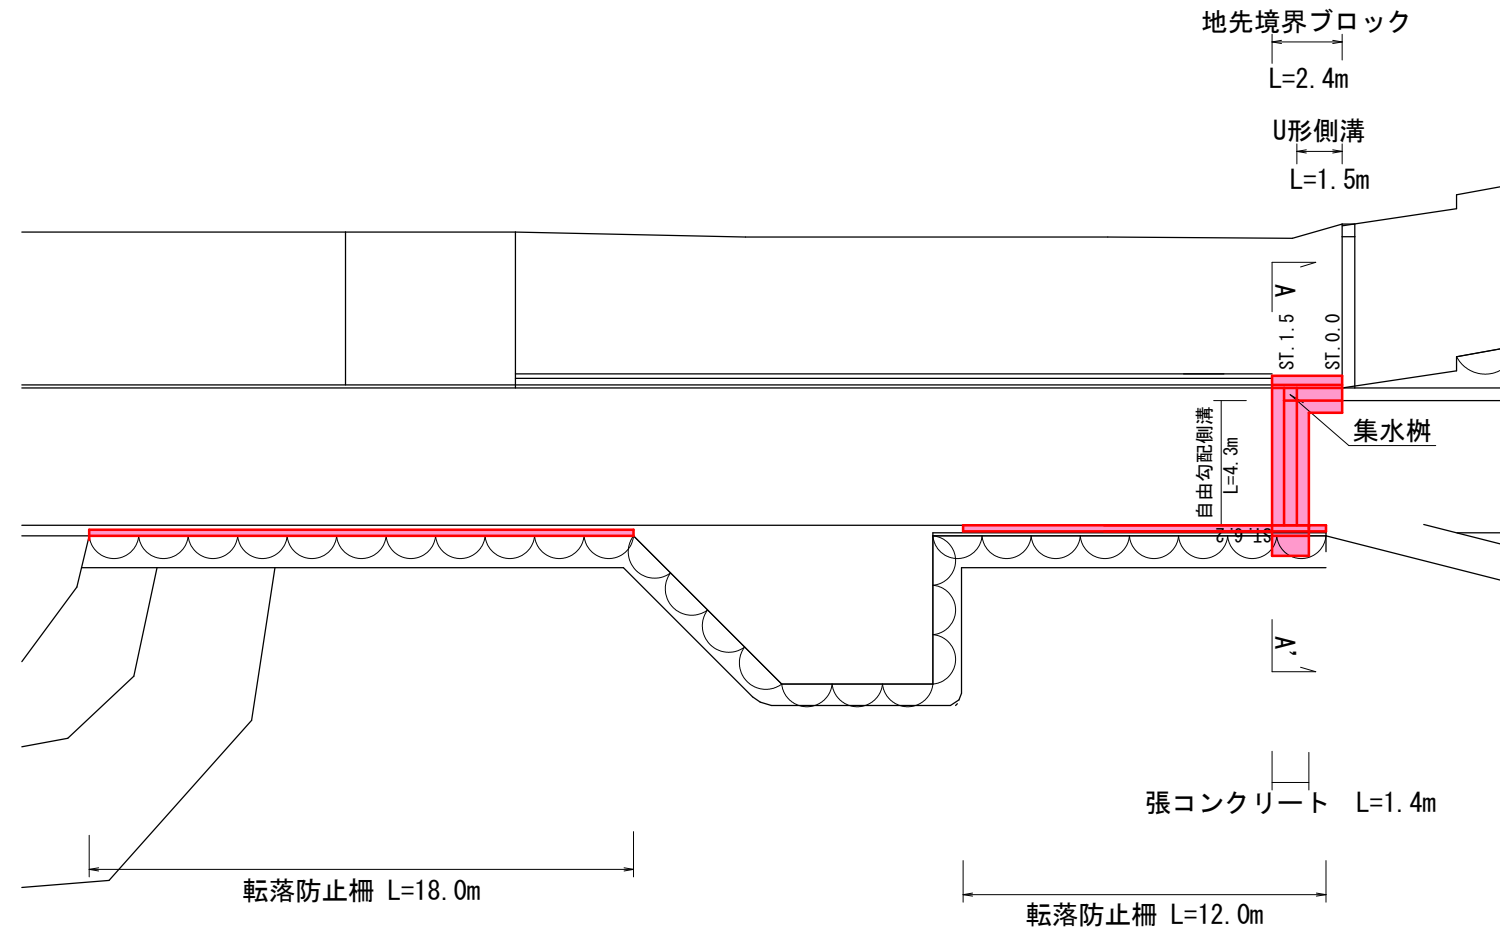 地先境界ブロック
L=2.4m
U形側溝
L=1.5m
A
ST.1.5
ST.0.0
自由勾配側溝
L=4.3m
集水桝
ST.6.2
A'
張コンクリート L=1.4m
転落防止柵 L=18.0m
転落防止柵 L=12.0m